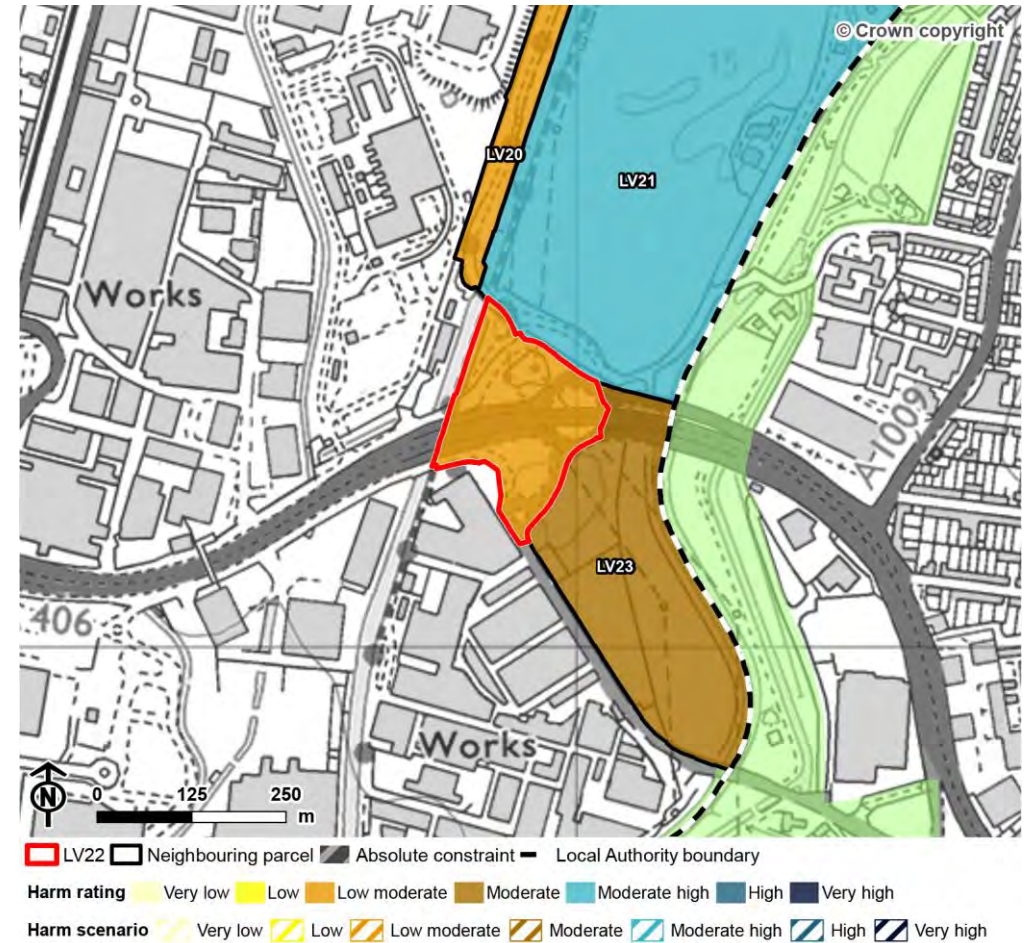 © Crown copyright
LV20
LV21
Works
A-1009
LV23
406
Works
N
0 125 250
m
LV22 Neighbouring parcel Absolute constraint Local Authority boundary
Harm rating Very low Low Low moderate Moderate Moderate high High Very high
Harm scenario Very low Low Low moderate Moderate Moderate high High Very high